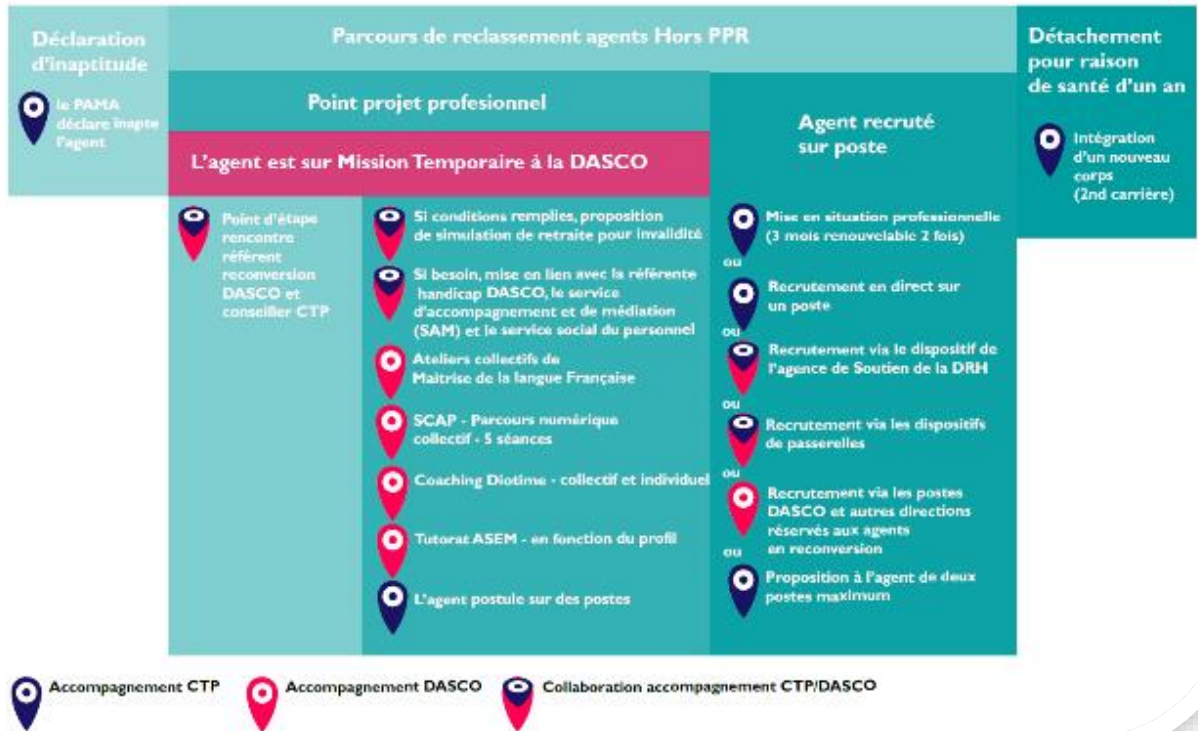 Déclaration
d'inaptitude
le PAMA
déclare inapte
l'agent
Parcours de reclassement agents Hors PPR
Point projet profesionnel
L'agent est sur Mission Temporaire à la DASCO
Point d'étape
rencontre
référent
reconversion
DASCO et
conseiller CTP
Si conditions remplies, proposition
de simulation de retraite pour invalidité
Si besoin, mise en lien avec la référente
handicap DASCO, le service
d'accompagnement et de médiation
(SAM) et le service social du personnel
Ateliers collectifs de
Maitrise de la langue Française
SCAP - Parcours numérique
collectif - 5 séances
Coaching Diotime - collectif et individuel
Tutorat ASEM - en fonction du profil
L'agent postule sur des postes
Agent recruté
sur poste
Mise en situation professionnelle
(3 mois renouvelable 2 fois)
ou
Recrutement en direct sur
un poste
ou
Recrutement via le dispositif de
l'agence de Soutien de la DRH
ou
Recrutement via les dispositifs
de passerelles
ou
Recrutement via les postes
DASCO et autres directions
réservés aux agents
en reconversion
ou
Proposition à l'agent de deux
postes maximum
Détachement
pour raison
de santé d'un an
Intégration
d'un nouveau
corps
(2nd carrière)
Accompagnement CTP
Accompagnement DASCO
Collaboration accompagnement CTP/DASCO